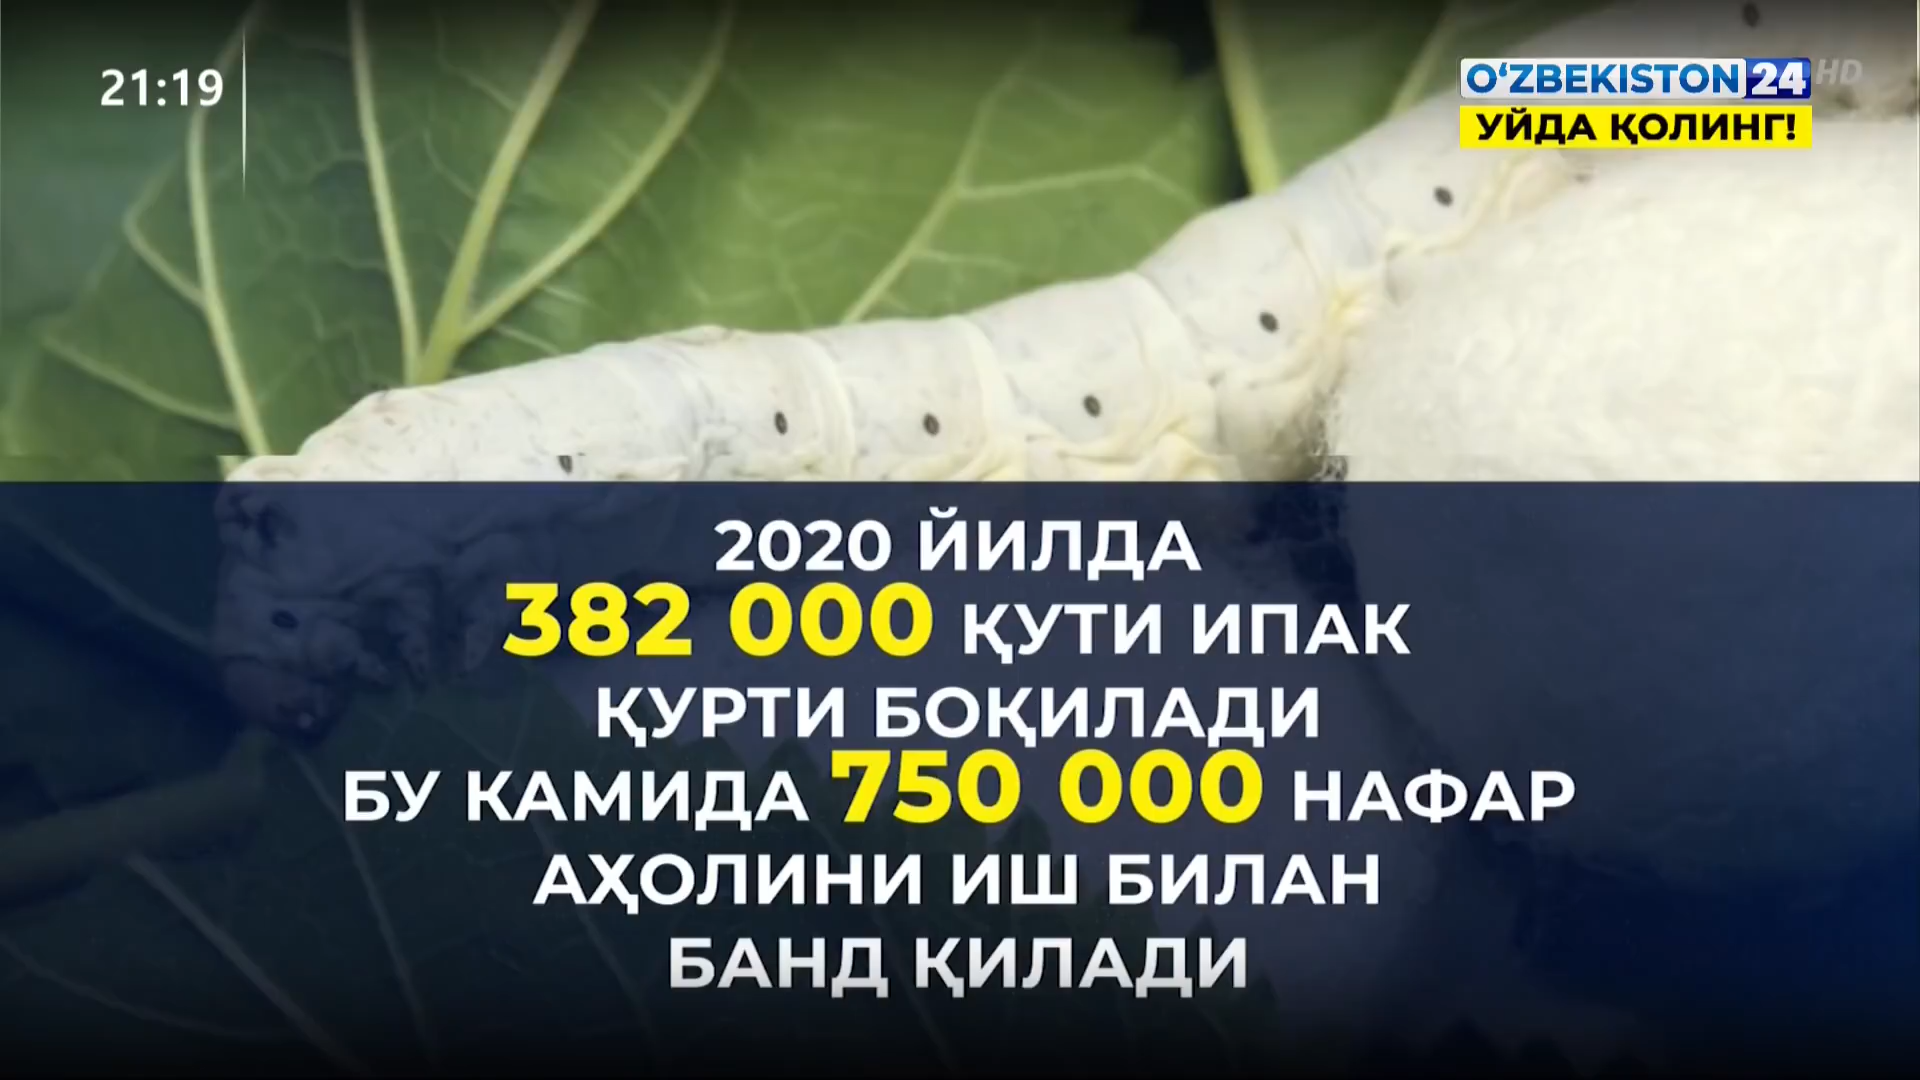 21:19
O‘ZBEKISTON 24 HD
УЙДА ҚОЛИНГ!
2020 ЙИЛДА
382 000 ҚУТИ ИПАК
ҚУРТИ БОҚИЛАДИ
БУ КАМИДА 750 000 НАФАР
АҲОЛИНИ ИШ БИЛАН
БАНД ҚИЛАДИ